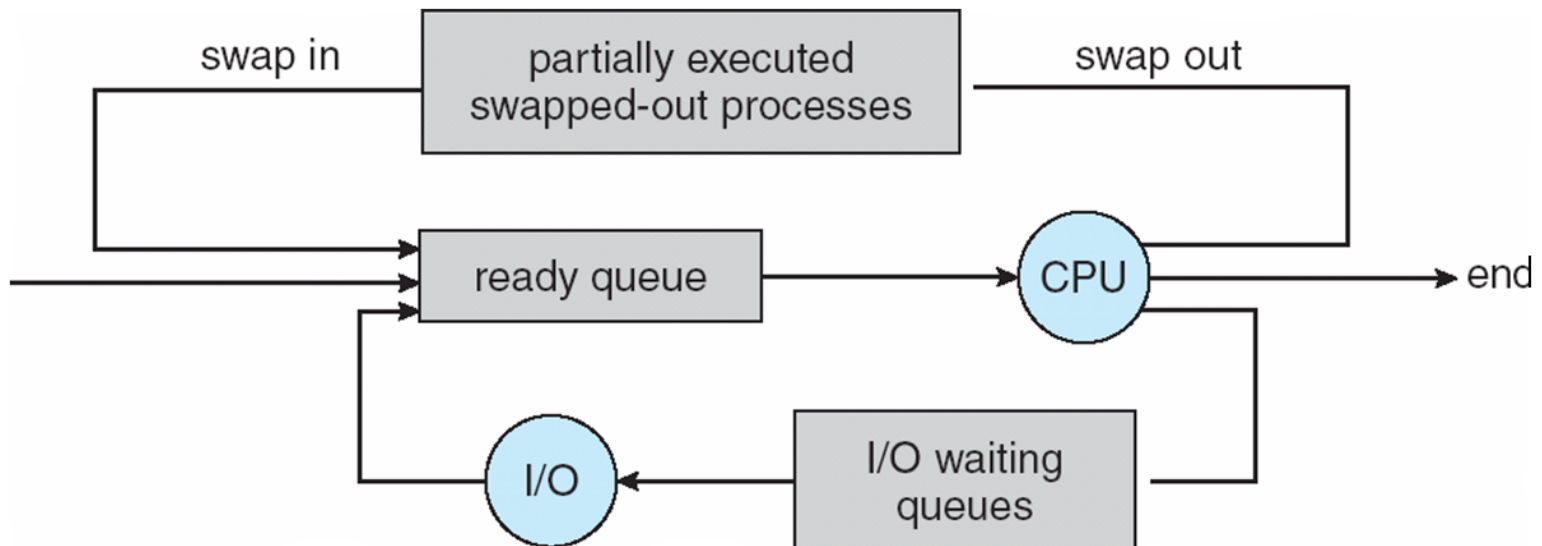 swap in
partially executed
swapped-out processes
swap out
ready queue
CPU
end
I/O
I/O waiting
queues